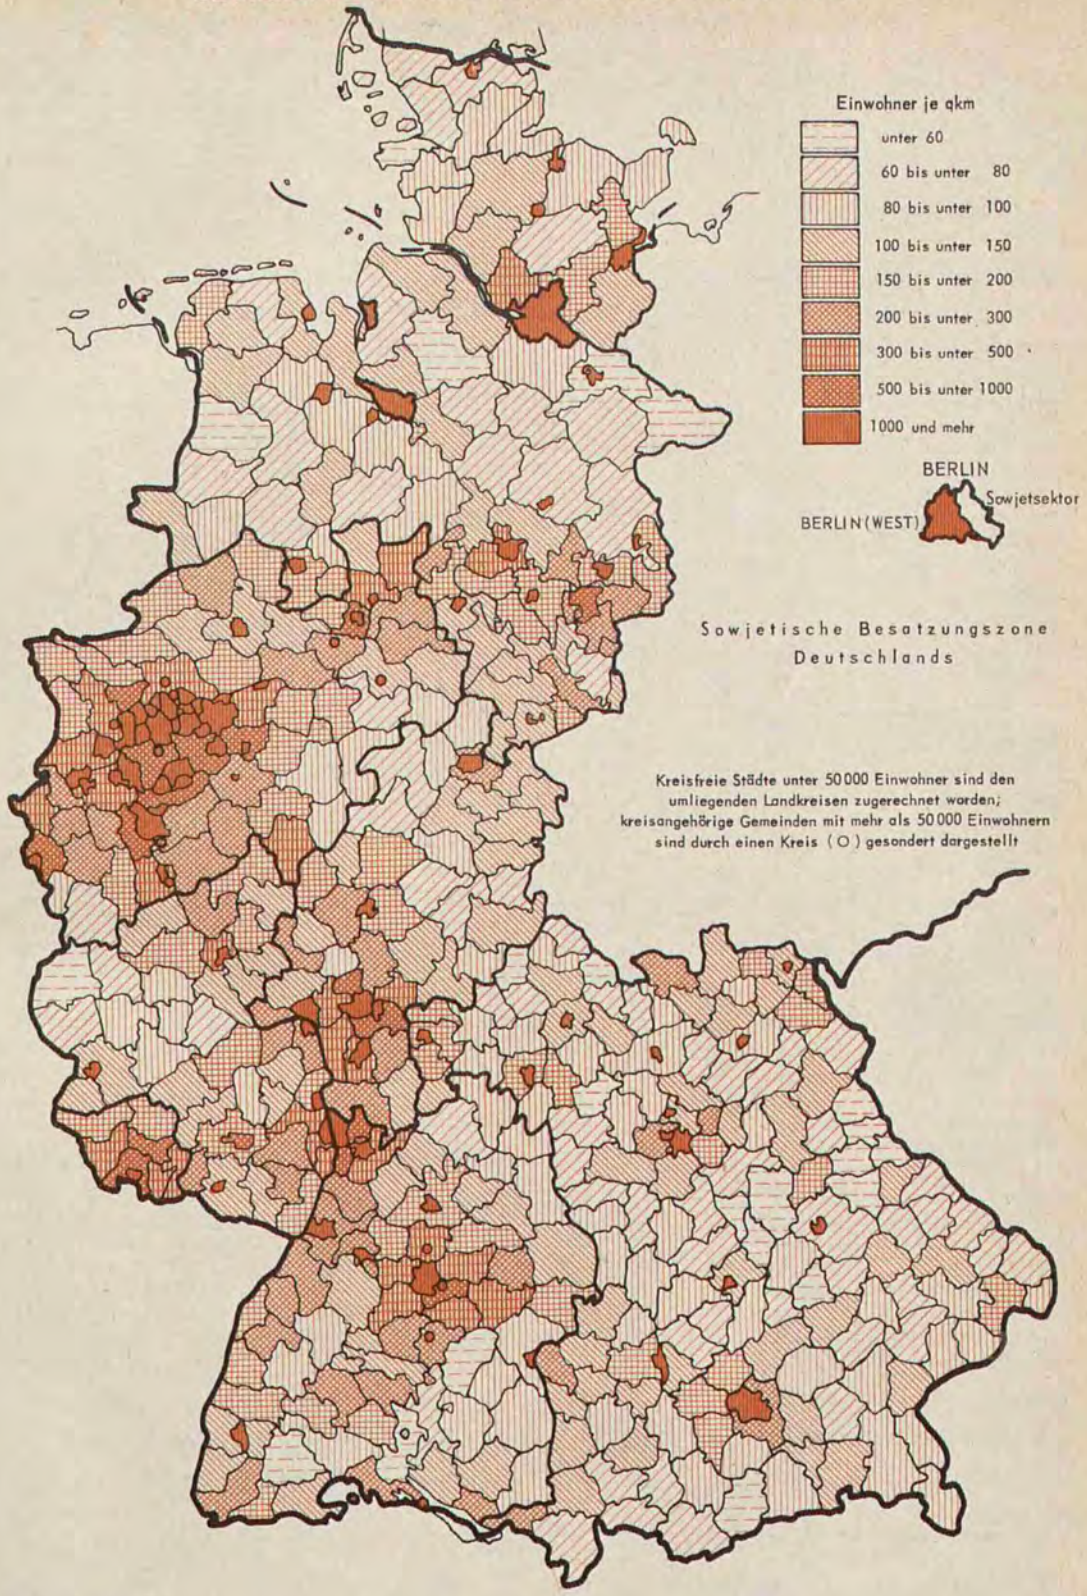 Einwohner je qkm
unter 60
60 bis unter 80
80 bis unter 100
100 bis unter 150
150 bis unter 200
200 bis unter 300
300 bis unter 500
500 bis unter 1000
1000 und mehr
BERLIN
Sowjetsektor
BERLIN (WEST)
Sowjetische Besatzungszone
Deutschlands
Kreisfreie Städte unter 50000 Einwohner sind den
umliegenden Landkreisen zugerechnet worden;
kreisangehörige Gemeinden mit mehr als 50000 Einwohnern
sind durch einen Kreis (O) gesondert dargestellt